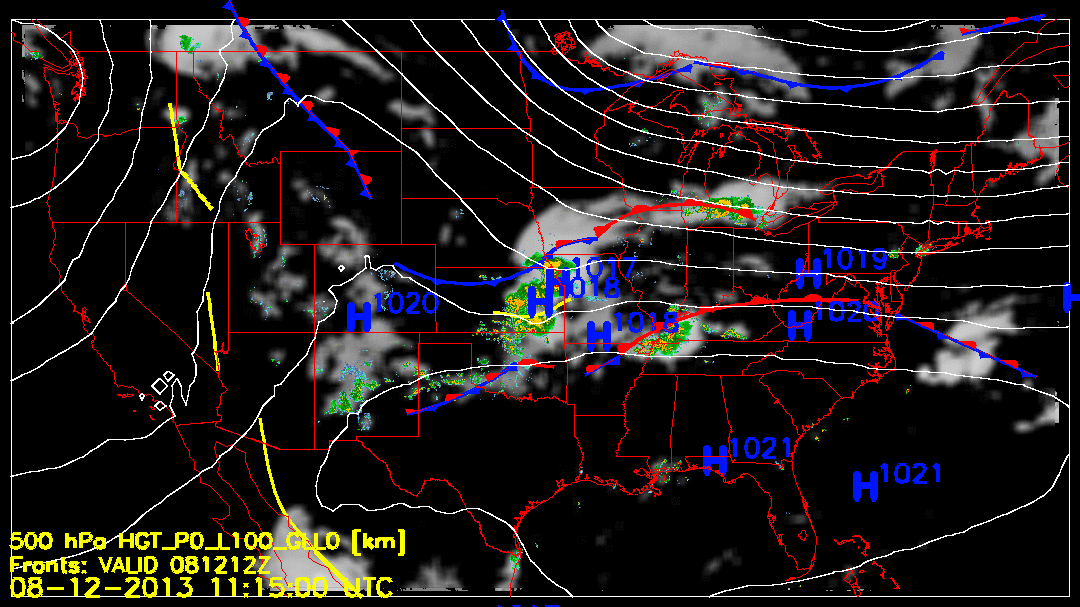 H 1019
H 1017
H 1018
H 1020
H 1018
H 1020
H 1021
H 1021
500 hPa HGT_P0_L100_GLL0 [km]
Fronts: VALID 081212Z
08-12-2013 11:15:00 UTC